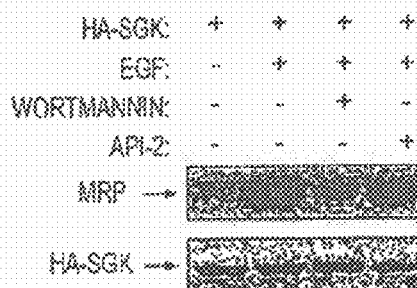 HA-SGK: + + + +
EGF: - + + +
WORTMANNIN: - - + -
API-2: - - - +
MRP →
HA-SGK →